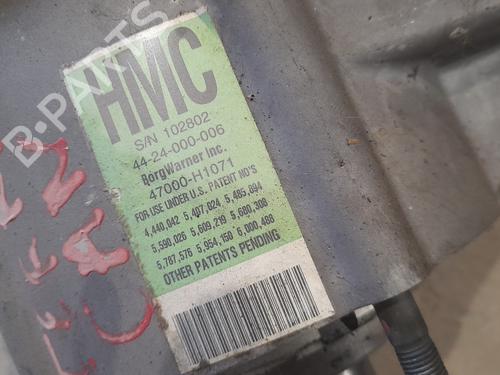 B-PARTS
HMC
S/N 102802
44-24-000-006
BorgWarner Inc.
47000-H1071
FOR USE UNDER U.S. PATENT NO'S
4,440,042 5,407,024 5,485,894
5,590,026 5,609,219 5,680,308
5,787,576 5,954,150 6,000,488
OTHER PATENTS PENDING